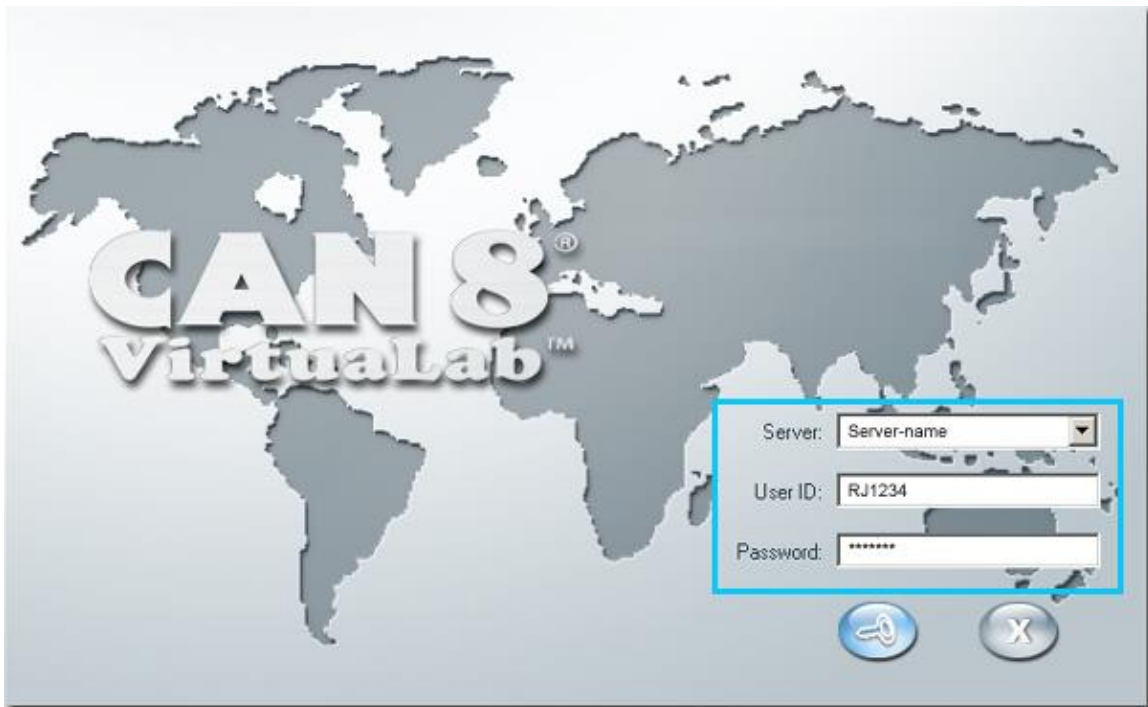 CAN 8®
VirtuaLab™
Server: Server-name
User ID: RJ1234
Password: *******
X